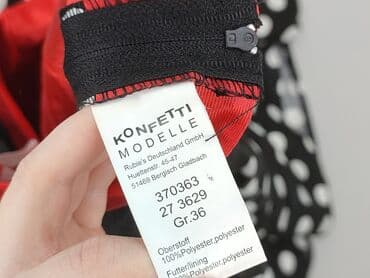 KONFETTI
MODELLE
Rubie's Deutschland GmbH
Huettenstr. 45-47
51469 Bergisch Gladbach
370363
27 3629
Gr.36
Oberstoff
100%Polyester,polyester
Futter/lining